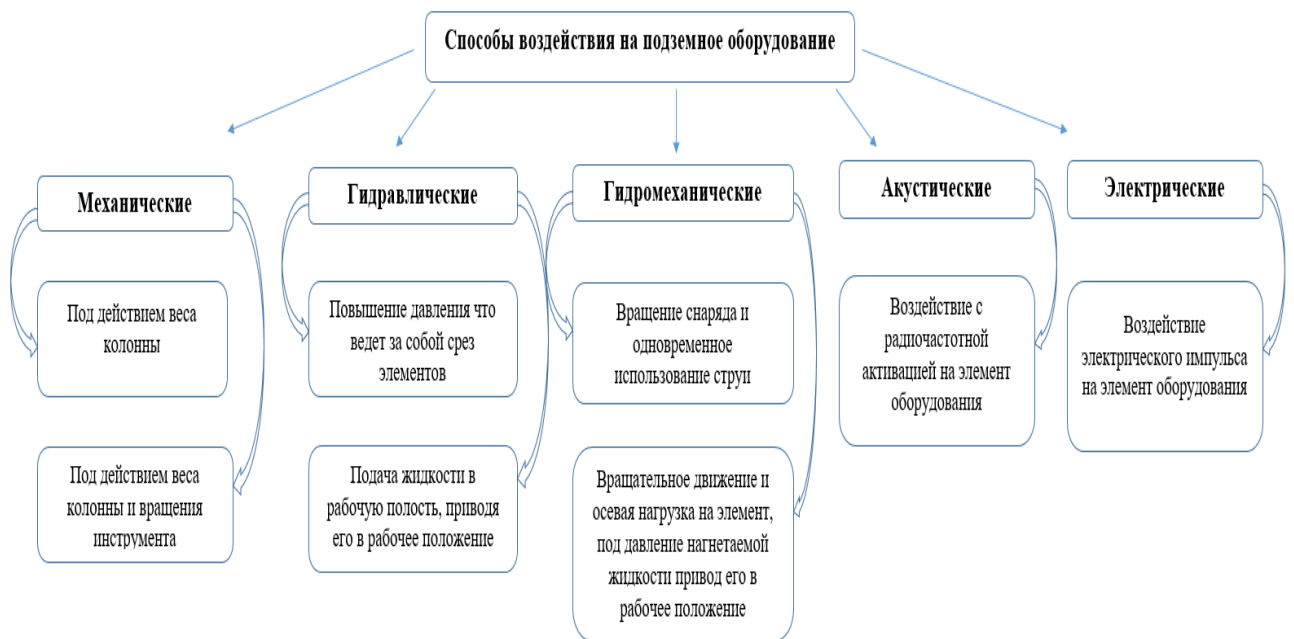 Способы воздействия на подземное оборудование
Механические
Под действием веса
колонны
Под действием веса
колонны и вращения
инструмента
Гидравлические
Повышение давления что
ведет за собой срез
элементов
Подача жидкости в
рабочую полость, приводя
его в рабочее положение
Гидромеханические
Вращение снаряда и
одновременное
использование струи
Вращательное движение и
осевая нагрузка на элемент,
под давление нагнетаемой
жидкости привод его в
рабочее положение
Акустические
Воздействие с
радиочастотной
активацией на элемент
оборудования
Электрические
Воздействие
электрического импульса
на элемент оборудования